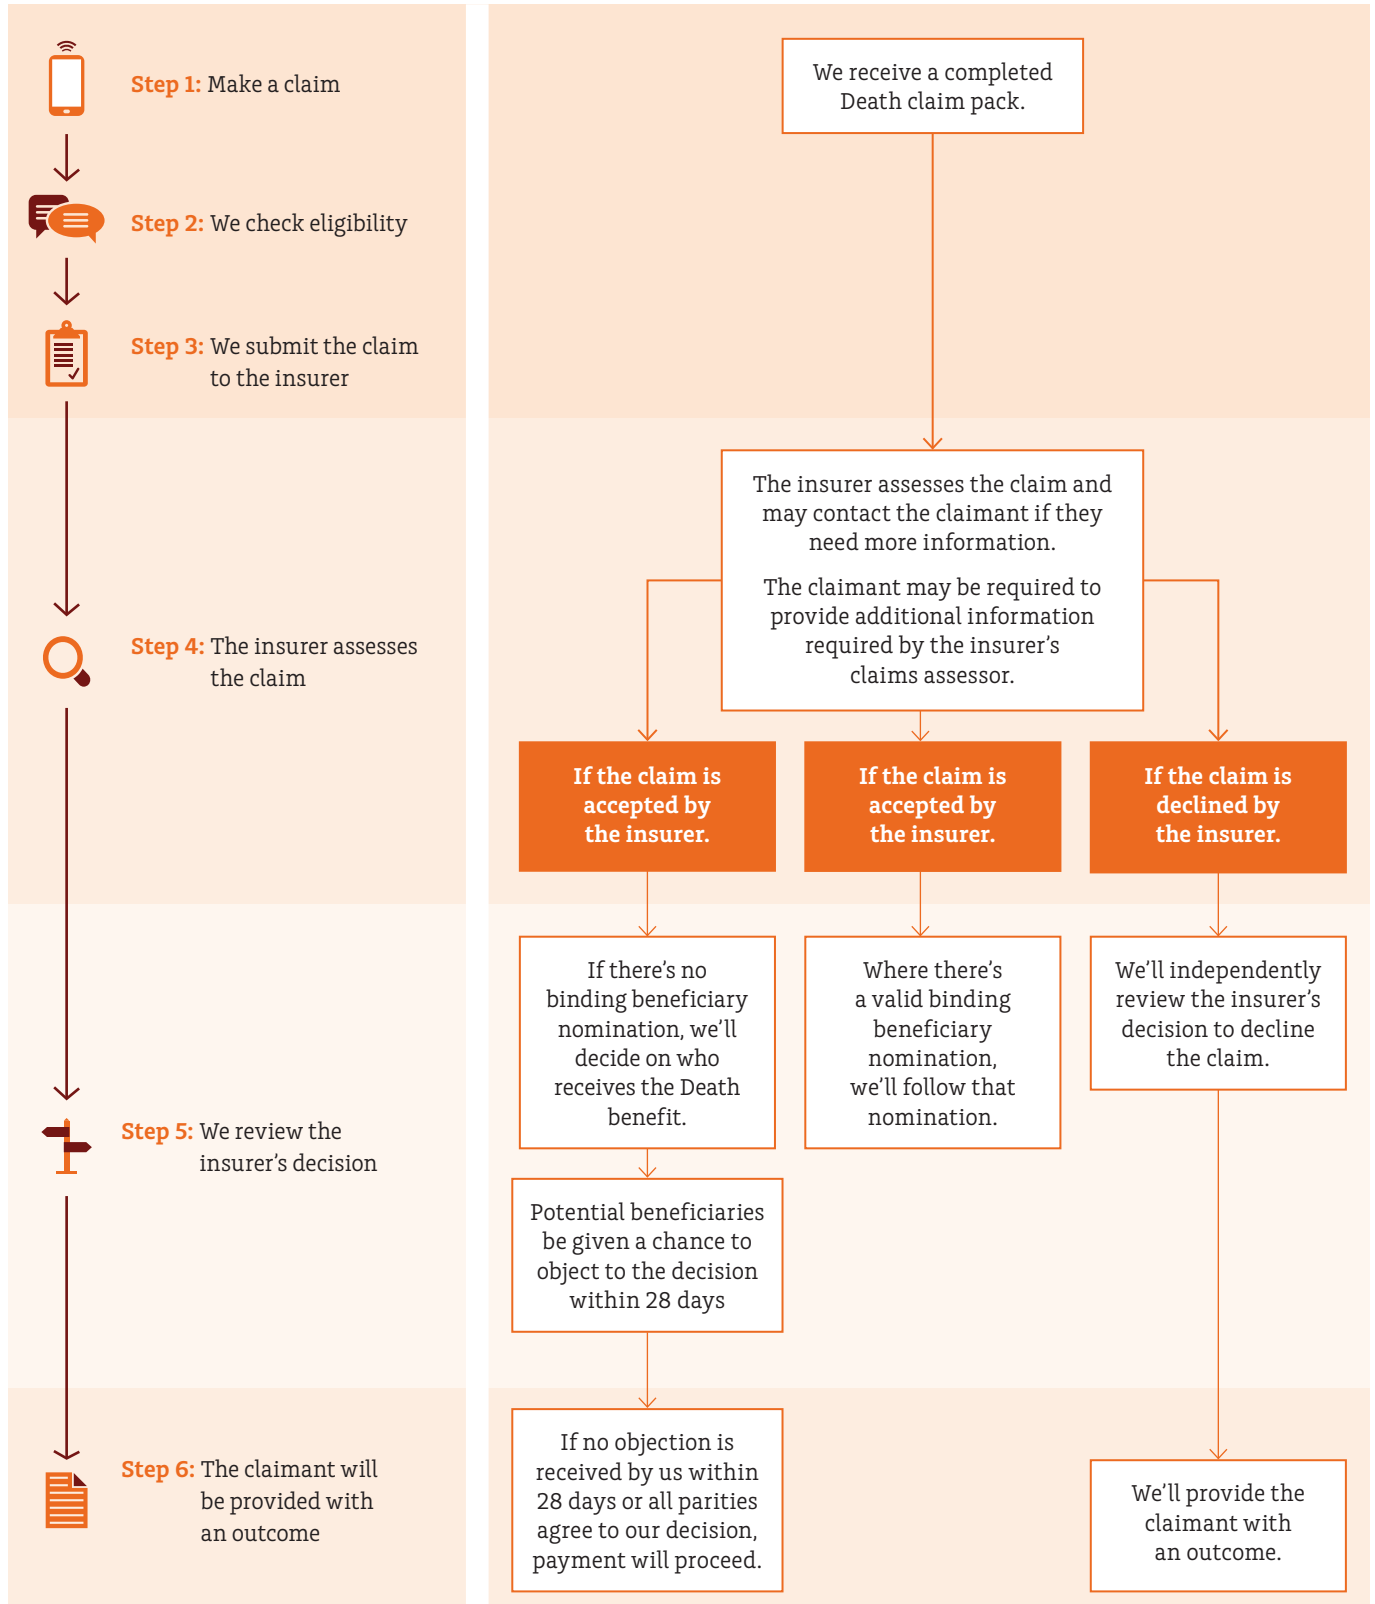 Step 1: Make a claim
Step 2: We check eligibility
Step 3: We submit the claim
to the insurer
Step 4: The insurer assesses
the claim
Step 5: We review the
insurer’s decision
Step 6: The claimant will
be provided with
an outcome
We receive a completed
Death claim pack.
The insurer assesses the claim and
may contact the claimant if they
need more information.
The claimant may be required to
provide additional information
required by the insurer’s
claims assessor.
If the claim is
accepted by
the insurer.
If there’s no
binding beneficiary
nomination, we’ll
decide on who
receives the Death
benefit.
Potential beneficiaries
be given a chance to
object to the decision
within 28 days
If no objection is
received by us within
28 days or all parities
agree to our decision,
payment will proceed.
If the claim is
accepted by
the insurer.
Where there’s
a valid binding
beneficiary
nomination,
we’ll follow that
nomination.
If the claim is
declined by
the insurer.
We’ll independently
review the insurer’s
decision to decline
the claim.
We’ll provide the
claimant with
an outcome.